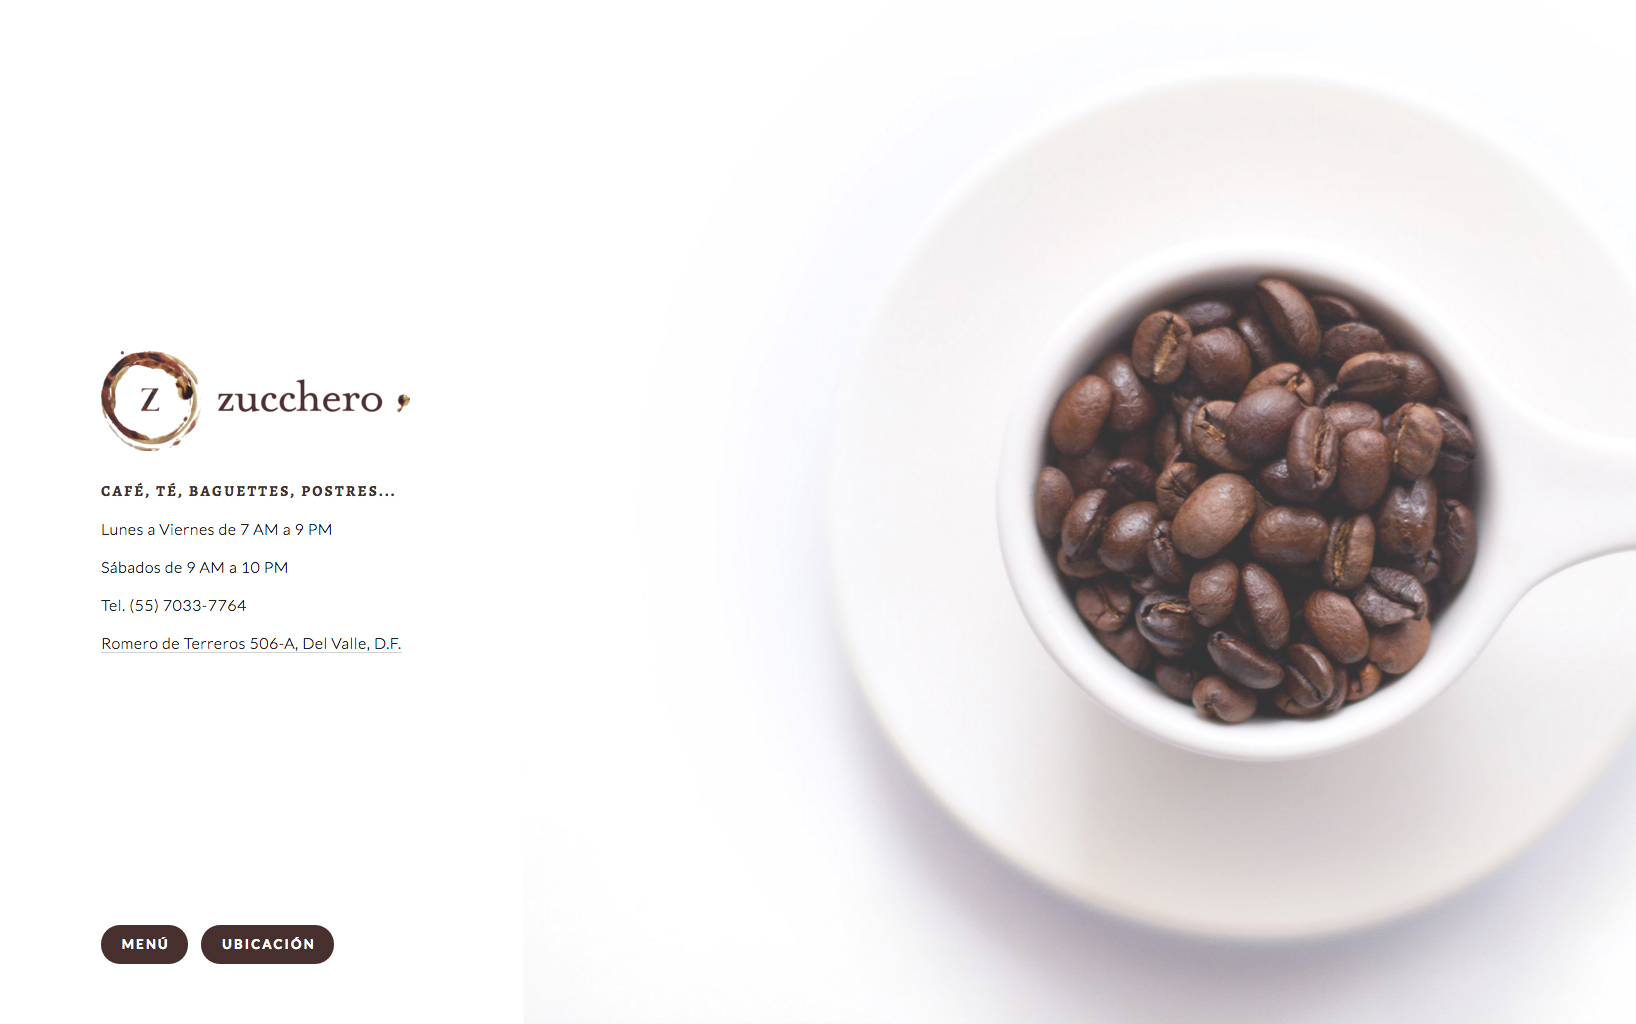 z
zucchero
CAFÉ, TÉ, BAGUETTES, POSTRES...
Lunes a Viernes de 7 AM a 9 PM
Sábados de 9 AM a 10 PM
Tel. (55) 7033-7764
Romero de Terreros 506-A, Del Valle, D.F.
MENÚ UBICACIÓN